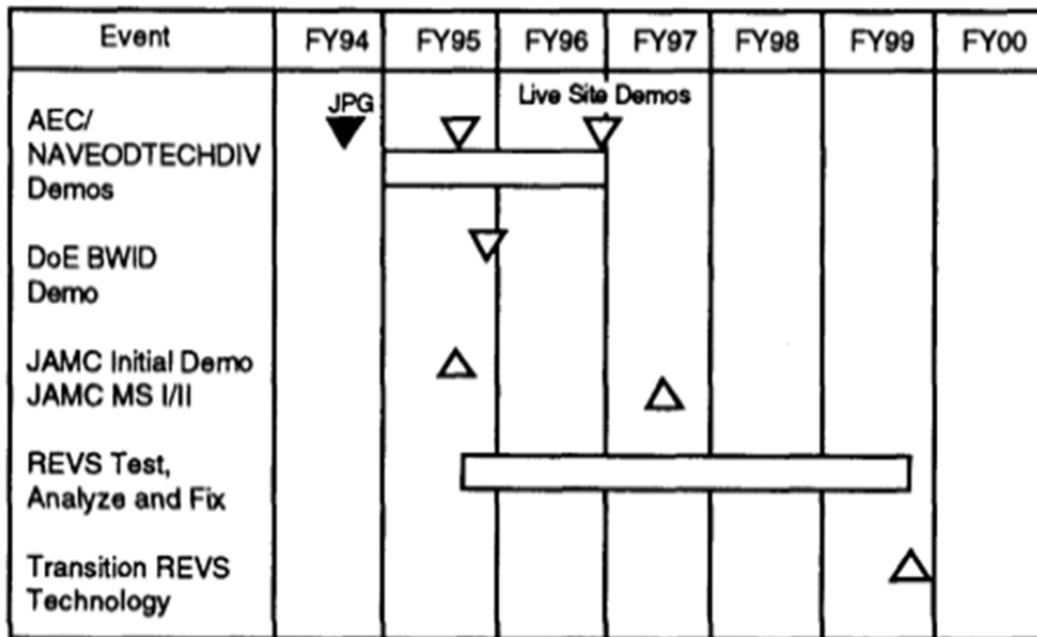 Event FY94 FY95 FY96 FY97 FY98 FY99 FY00
JPG
Live Site Demos
AEC/
NAVEODTECHDIV
Demos
DoE BWID
Demo
JAMC Initial Demo
JAMC MS I/II
REVS Test,
Analyze and Fix
Transition REVS
Technology